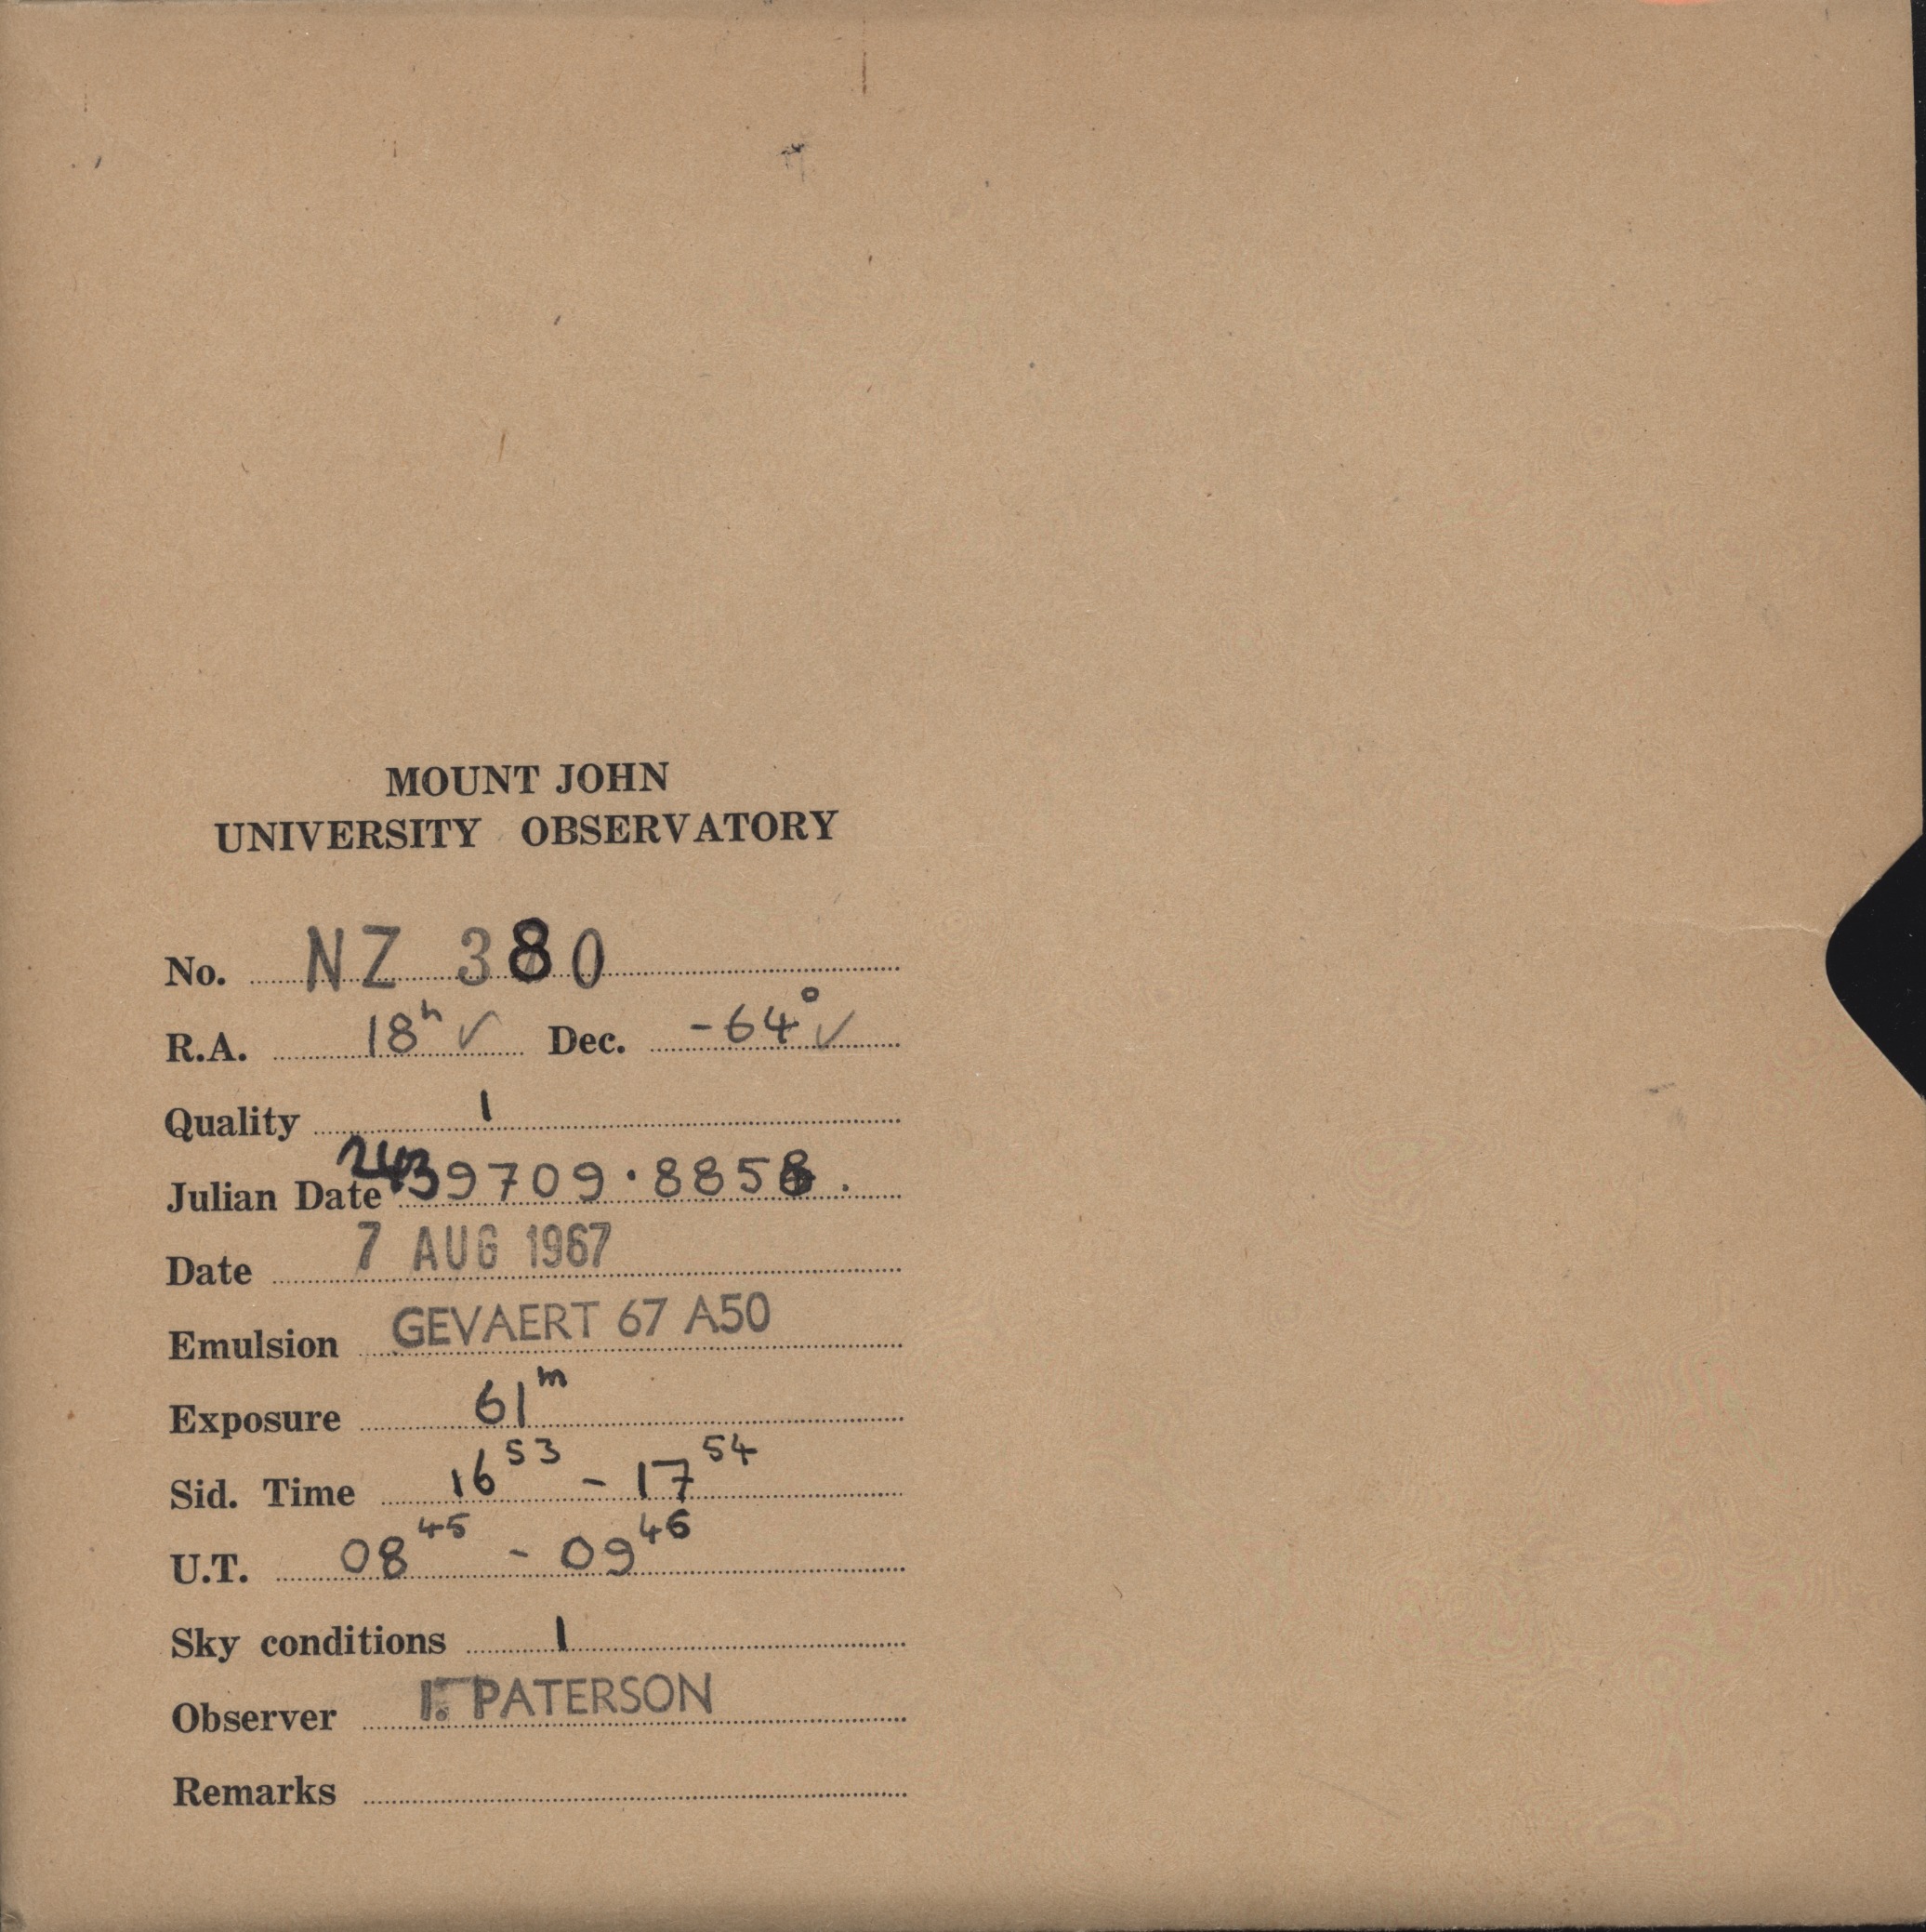 MOUNT JOHN
UNIVERSITY OBSERVATORY
No. NZ 380
R.A. 18h ✓ Dec. -64° ✓
Quality 1
Julian Date 2439709.8858.
Date 7 AUG 1967
Emulsion GEVAERT 67 A50
Exposure 61m
Sid. Time 16 53 - 17 54
U.T. 08 45 - 09 46
Sky conditions 1
Observer I. PATERSON
Remarks